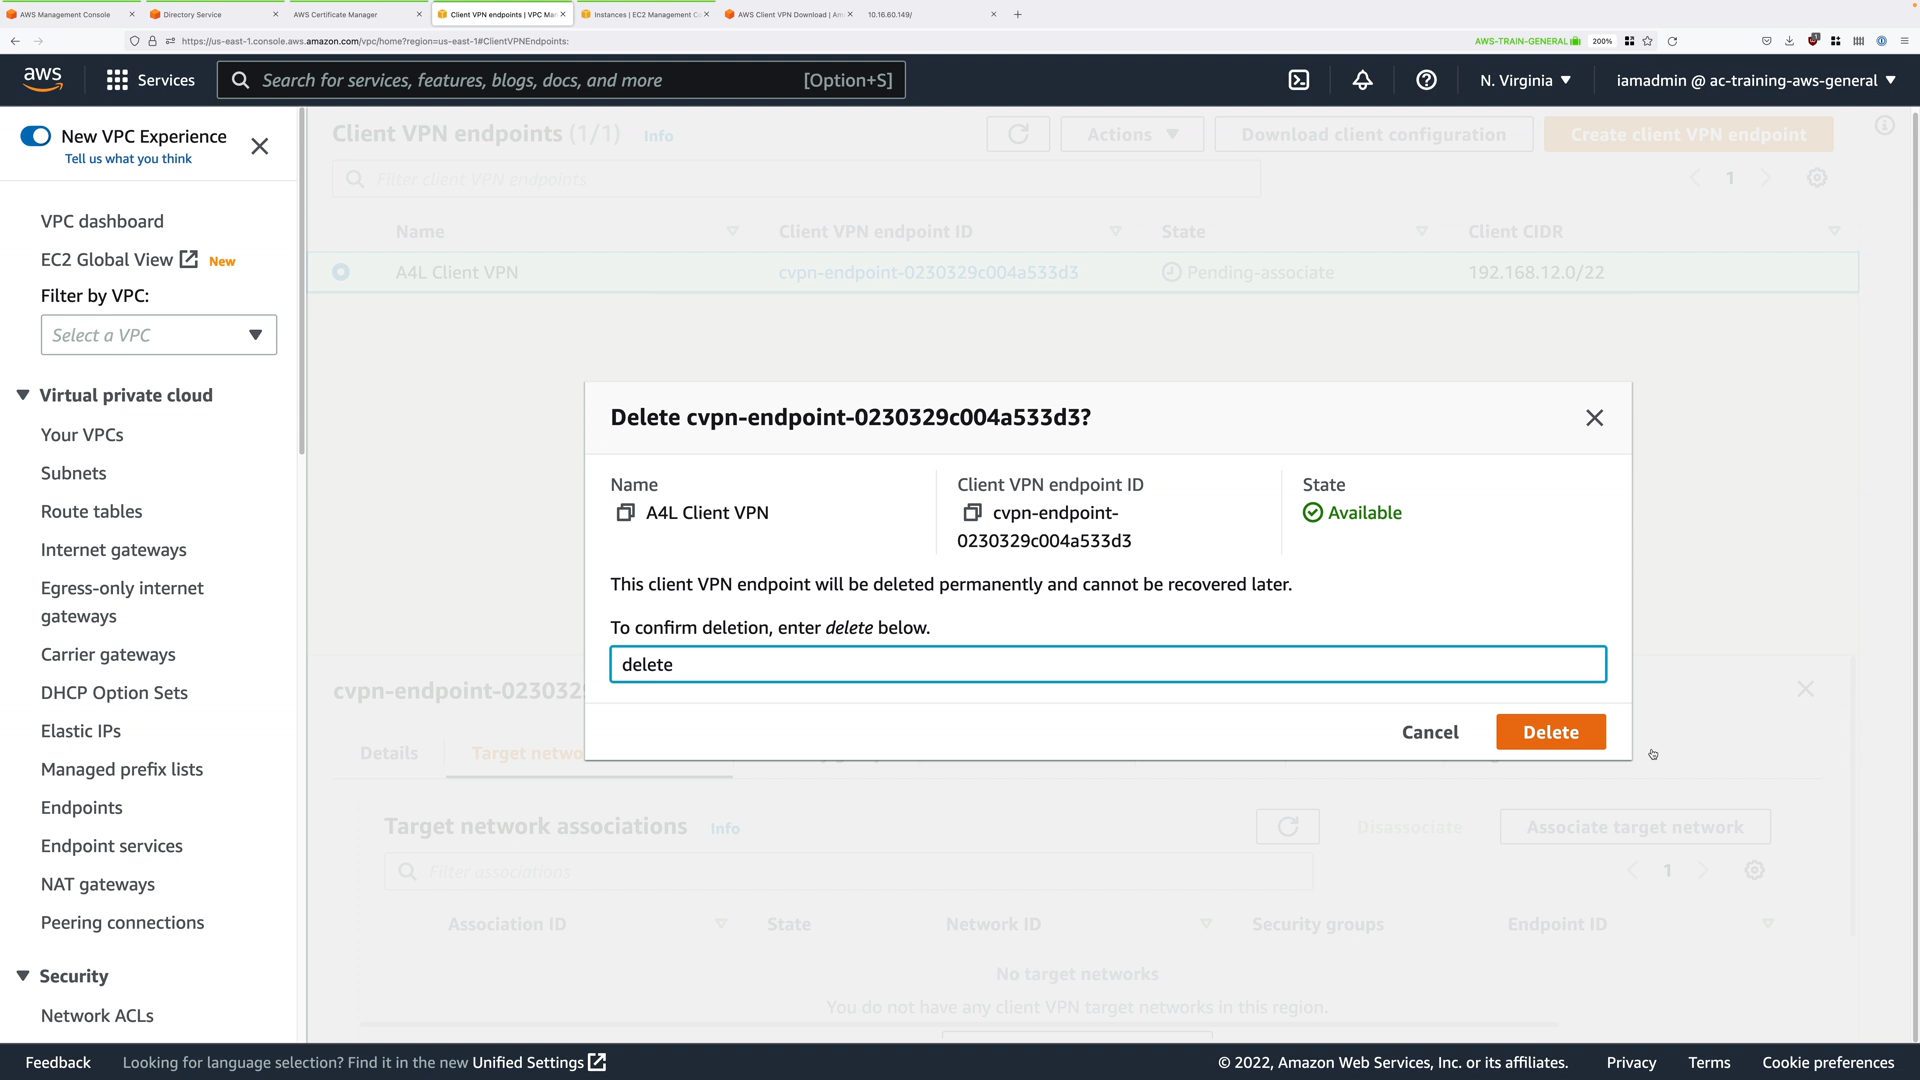 AWS Management Console
Directory Service
AWS Certificate Manager
Client VPN endpoints | VPC Ma
Instances | EC2 Management Co
AWS Client VPN Download | Am
10.16.60.149/
https://us-east-1.console.aws.amazon.com/vpc/home?region=us-east-1#ClientVPNEndpoints:
AWS-TRAIN-GENERAL
200%
aws
Services
Search for services, features, blogs, docs, and more
[Option+S]
N. Virginia
iamadmin @ ac-training-aws-general
New VPC Experience
Tell us what you think
VPC dashboard
EC2 Global View New
Filter by VPC:
Select a VPC
Virtual private cloud
Your VPCs
Subnets
Route tables
Internet gateways
Egress-only internet
gateways
Carrier gateways
DHCP Option Sets
Elastic IPs
Managed prefix lists
Endpoints
Endpoint services
NAT gateways
Peering connections
Security
Network ACLs
Client VPN endpoints (1/1) Info
Actions
Download client configuration
Create client VPN endpoint
Filter client VPN endpoints
1
Name Client VPN endpoint ID State Client CIDR
A4L Client VPN cvpn-endpoint-0230329c004a533d3 Pending-associate 192.168.12.0/22
Delete cvpn-endpoint-0230329c004a533d3?
Name
A4L Client VPN
Client VPN endpoint ID
cvpn-endpoint-
0230329c004a533d3
State
Available
This client VPN endpoint will be deleted permanently and cannot be recovered later.
To confirm deletion, enter delete below.
delete
Cancel
Delete
cvpn-endpoint-023032
Details
Target netwo
Target network associations Info
Disassociate
Associate target network
Filter associations
1
Association ID State Network ID Security groups Endpoint ID
No target networks
You do not have any client VPN target networks in this region.
Feedback
Looking for language selection? Find it in the new Unified Settings
© 2022, Amazon Web Services, Inc. or its affiliates.
Privacy
Terms
Cookie preferences